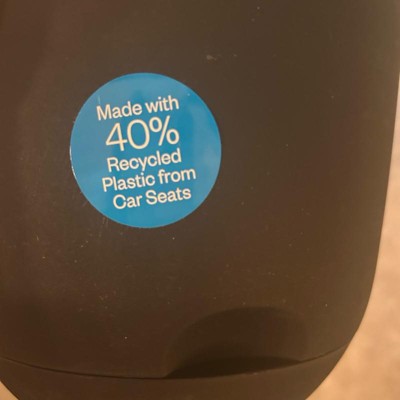 Made with
40%
Recycled
Plastic from
Car Seats